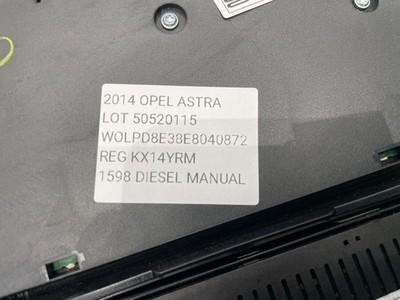 2014 OPEL ASTRA
LOT 50520115
WOLPD8E38E8040872
REG KX14YRM
1598 DIESEL MANUAL